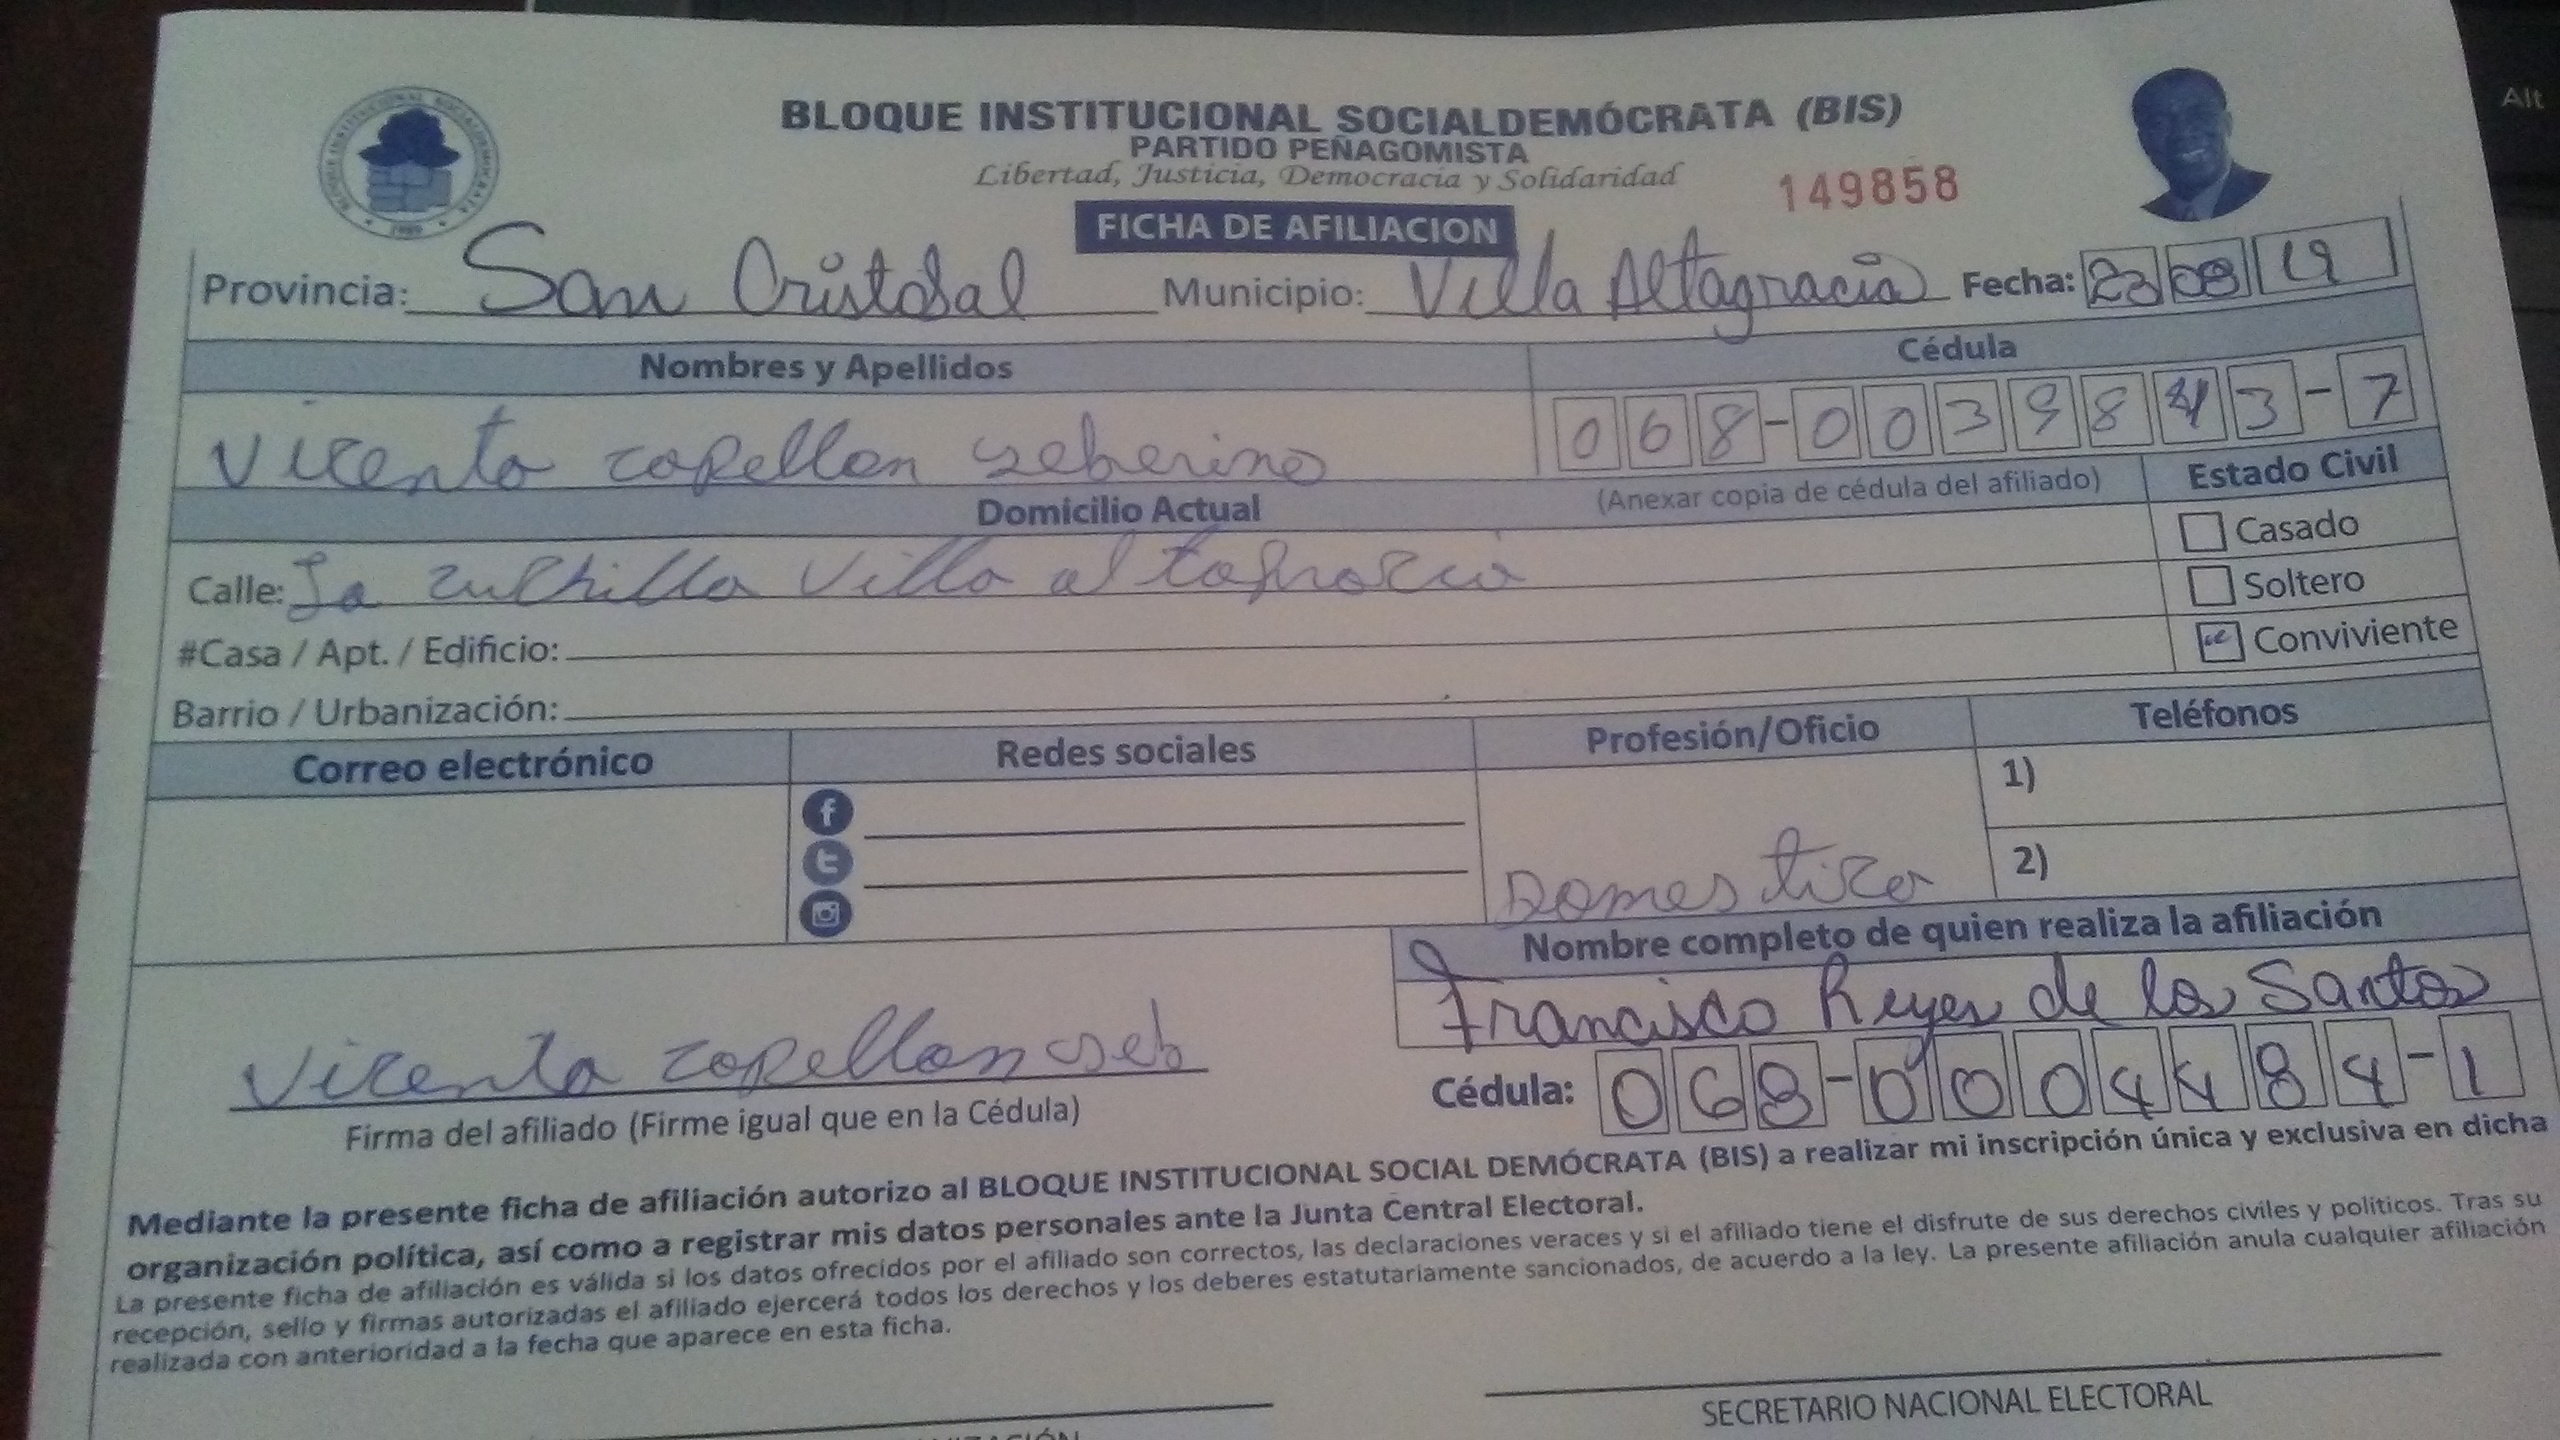 BLOQUE INSTITUCIONAL SOCIALDEMÓCRATA (BIS)
PARTIDO PEÑAGOMISTA
Libertad, Justicia, Democracia y Solidaridad
149858
FICHA DE AFILIACION
Provincia: San Cristobal Municipio: Villa Altagracia Fecha: 23 08 19
Nombres y Apellidos Cédula
Vicenta capellan seberino 068-0039843-7
(Anexar copia de cédula del afiliado) Estado Civil
Domicilio Actual
Casado
Calle: La cuchilla Villa altagracia
Soltero
#Casa / Apt. / Edificio:
Conviviente
Barrio / Urbanización:
Correo electrónico Redes sociales Profesión/Oficio Teléfonos
1)
2)
Domestica
Nombre completo de quien realiza la afiliación
Francisco Reyes de los Santos
Vicenta capellan seb
Cédula: 068-0004484-1
Firma del afiliado (Firme igual que en la Cédula)
Mediante la presente ficha de afiliación autorizo al BLOQUE INSTITUCIONAL SOCIAL DEMÓCRATA (BIS) a realizar mi inscripción única y exclusiva en dicha
organización política, así como a registrar mis datos personales ante la Junta Central Electoral.
La presente ficha de afiliación es válida si los datos ofrecidos por el afiliado son correctos, las declaraciones veraces y si el afiliado tiene el disfrute de sus derechos civiles y políticos. Tras su
recepción, sello y firmas autorizadas el afiliado ejercerá todos los derechos y los deberes estatutariamente sancionados, de acuerdo a la ley. La presente afiliación anula cualquier afiliación
realizada con anterioridad a la fecha que aparece en esta ficha.
SECRETARIO NACIONAL ELECTORAL
Alt